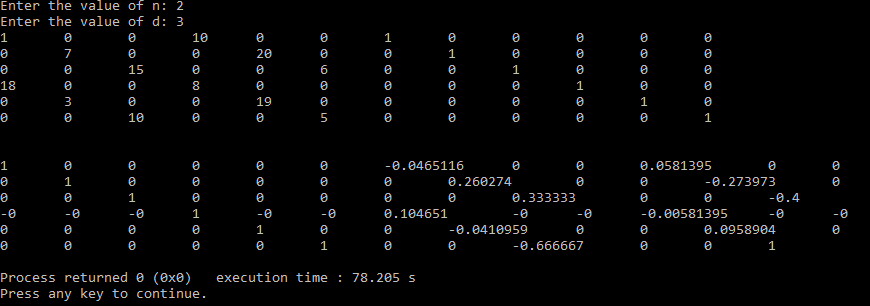 Enter the value of n: 2
Enter the value of d: 3
1 0 0 10 0 0 1 0 0 0 0 0
0 7 0 0 20 0 0 1 0 0 0 0
0 0 15 0 0 6 0 0 1 0 0 0
18 0 0 8 0 0 0 0 0 1 0 0
0 3 0 0 19 0 0 0 0 0 1 0
0 0 10 0 0 5 0 0 0 0 0 1
1 0 0 0 0 0 -0.0465116 0 0 0.0581395 0 0
0 1 0 0 0 0 0 0.260274 0 0 -0.273973 0
0 0 1 0 0 0 0 0 0.333333 0 0 -0.4
-0 -0 -0 1 -0 -0 0.104651 -0 -0 -0.00581395 -0 -0
0 0 0 0 1 0 0 -0.0410959 0 0 0.0958904 0
0 0 0 0 0 1 0 0 -0.666667 0 0 1
Process returned 0 (0x0) execution time : 78.205 s
Press any key to continue.